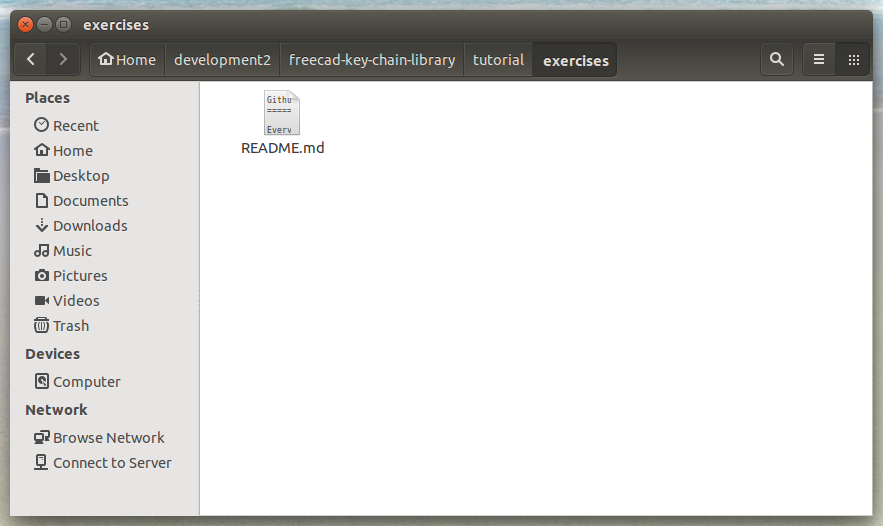 exercises
Home development2 freecad-key-chain-library tutorial exercises
Places
Recent
Home
Desktop
Documents
Downloads
Music
Pictures
Videos
Trash
Devices
Computer
Network
Browse Network
Connect to Server
Githu
=====
Everv
README.md